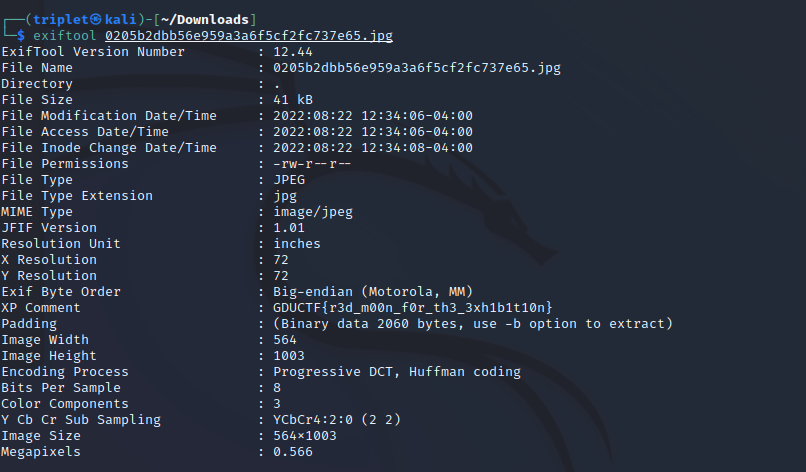 (triplet㉿kali)-[~/Downloads]
$ exiftool 0205b2dbb56e959a3a6f5cf2fc737e65.jpg
ExifTool Version Number : 12.44
File Name : 0205b2dbb56e959a3a6f5cf2fc737e65.jpg
Directory : .
File Size : 41 kB
File Modification Date/Time : 2022:08:22 12:34:06-04:00
File Access Date/Time : 2022:08:22 12:34:06-04:00
File Inode Change Date/Time : 2022:08:22 12:34:08-04:00
File Permissions : -rw-r--r--
File Type : JPEG
File Type Extension : jpg
MIME Type : image/jpeg
JFIF Version : 1.01
Resolution Unit : inches
X Resolution : 72
Y Resolution : 72
Exif Byte Order : Big-endian (Motorola, MM)
XP Comment : GDUCTF{r3d_m00n_f0r_th3_3xh1b1t10n}
Padding : (Binary data 2060 bytes, use -b option to extract)
Image Width : 564
Image Height : 1003
Encoding Process : Progressive DCT, Huffman coding
Bits Per Sample : 8
Color Components : 3
Y Cb Cr Sub Sampling : YCbCr4:2:0 (2 2)
Image Size : 564×1003
Megapixels : 0.566